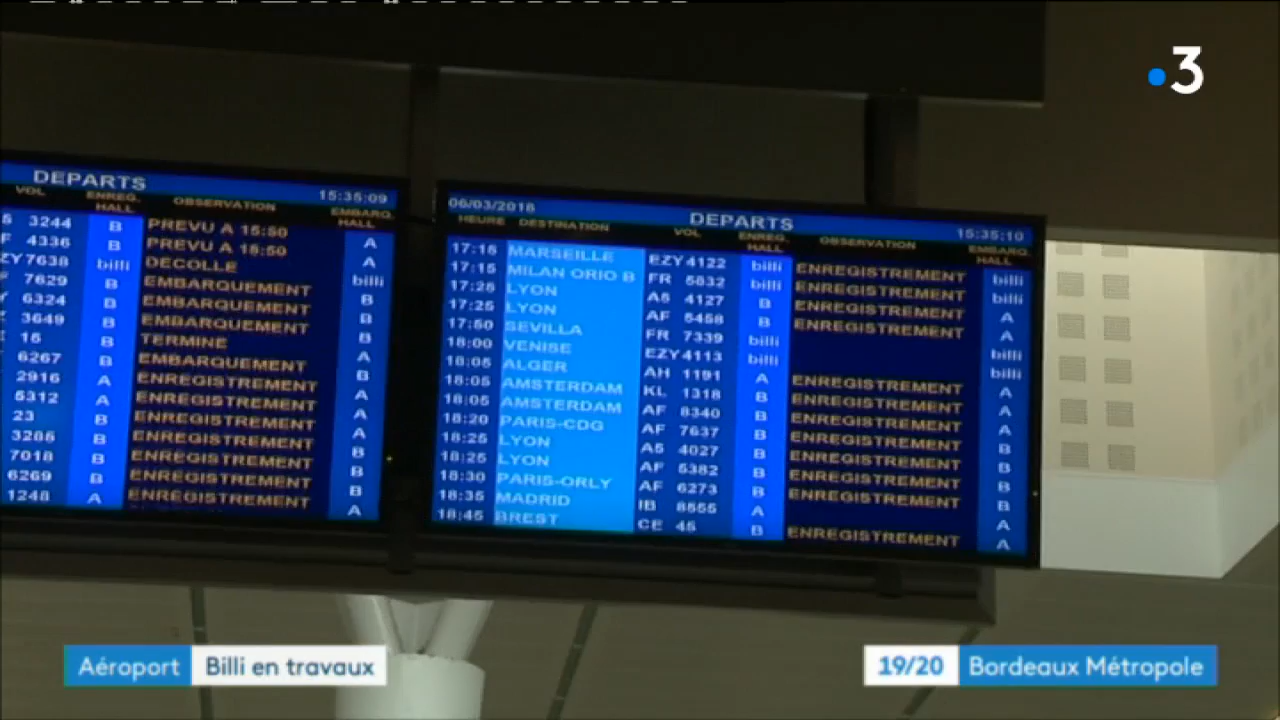 3
DEPARTS 15:35:09
VOL ENREG. HALL OBSERVATION EMBARQ. HALL
3244 B PREVU A 15:50 A
4336 B PREVU A 18:50 A
ZY7638 billi DECOLLE billi
7629 B EMBARQUEMENT B
6324 B EMBARQUEMENT B
3649 B EMBARQUEMENT A
B TERMINE B
6267 B EMBARQUEMENT A
2916 A ENREGISTREMENT A
5312 A ENREGISTREMENT B
23 B ENREGISTREMENT B
3285 B ENREGISTREMENT B
7018 B ENREGISTREMENT A
6269 B ENREGISTREMENT
1248 A ENREGISTREMENT
06/03/2018 DEPARTS 15:35:10
HEURE DESTINATION VOL ENREG. HALL OBSERVATION EMBARQ. HALL
17:15 MARSEILLE EZY4122 billi ENREGISTREMENT billi
17:15 MILAN ORIO B FR 5832 billi ENREGISTREMENT billi
17:25 LYON A5 4127 B ENREGISTREMENT A
17:25 LYON AF 5458 B ENREGISTREMENT A
17:50 SEVILLA FR 7339 billi billi
18:00 VENISE EZY4113 billi billi
18:05 ALGER AH 1191 A ENREGISTREMENT A
18:05 AMSTERDAM KL 1318 B ENREGISTREMENT A
18:05 AMSTERDAM AF 8340 B ENREGISTREMENT A
18:20 PARIS-CDG AF 7637 B ENREGISTREMENT B
18:25 LYON A5 4027 B ENREGISTREMENT B
18:25 LYON AF 5382 B ENREGISTREMENT B
18:30 PARIS-ORLY AF 6273 B ENREGISTREMENT B
18:35 MADRID IB 8555 A A
18:45 BREST CE 45 B ENREGISTREMENT A
Aéroport Billi en travaux
19/20 Bordeaux Métropole